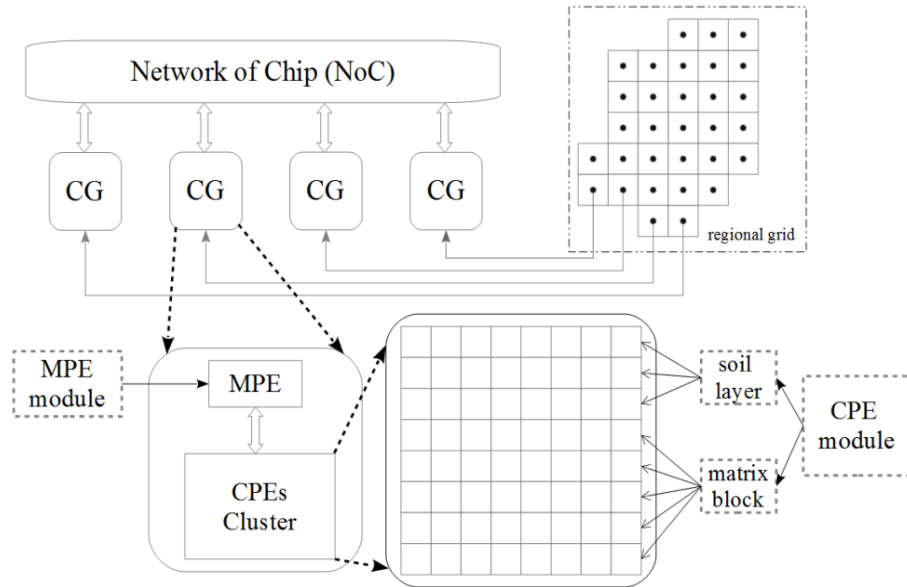 Network of Chip (NoC)
CG
CG
CG
CG
regional grid
MPE
module
MPE
CPEs
Cluster
soil
layer
matrix
block
CPE
module